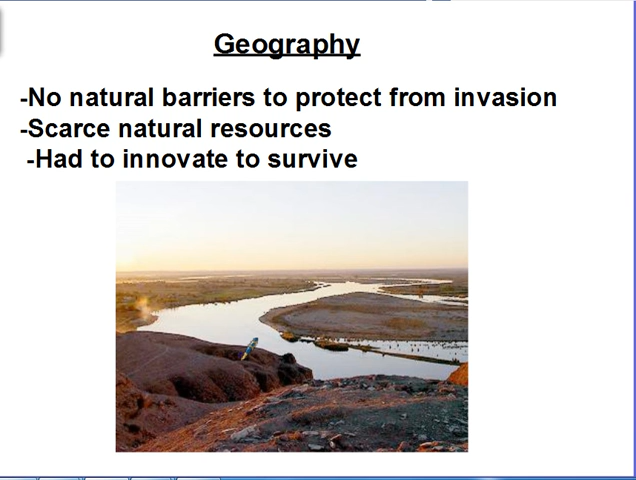 Geography
-No natural barriers to protect from invasion
-Scarce natural resources
-Had to innovate to survive